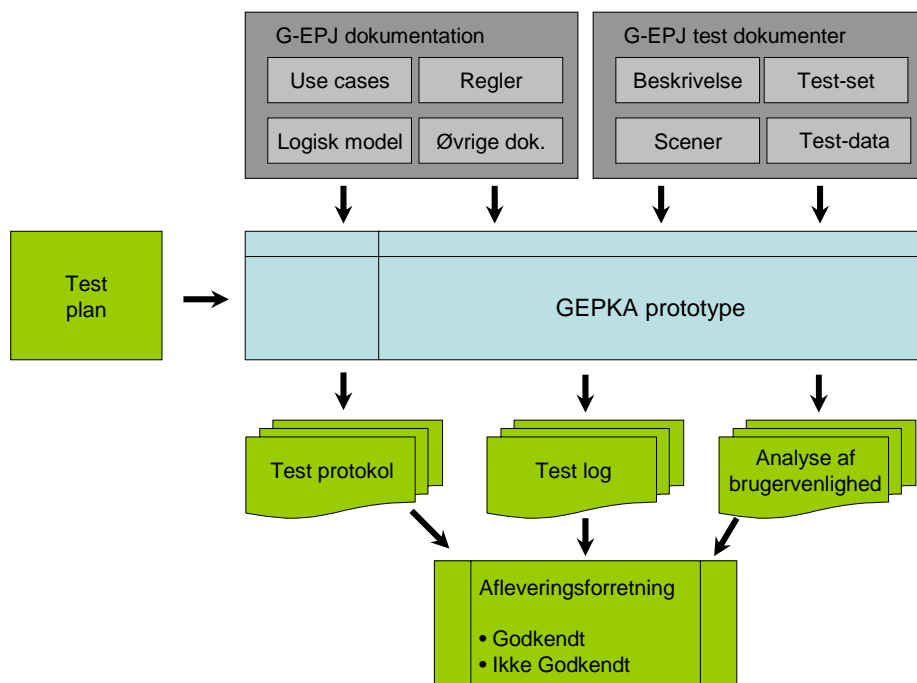 G-EPJ dokumentation
Use cases
Regler
Logisk model
Øvrige dok.
G-EPJ test dokumenter
Beskrivelse
Test-set
Scener
Test-data
Test
plan
GEPKA prototype
Test protokol
Test log
Analyse af
brugervenlighed
Afleveringsforretning
• Godkendt
• Ikke Godkendt